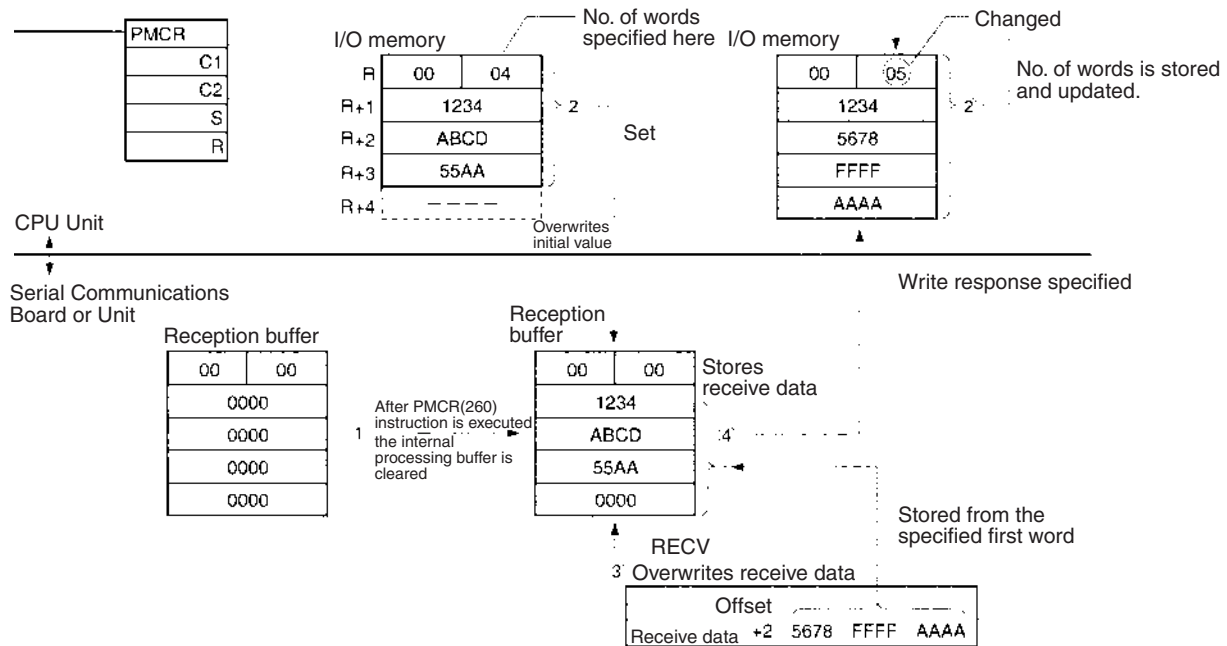 PMCR
C1
C2
S
R
I/O memory
No. of words
specified here
R 00 04
R+1 1234
R+2 ABCD
R+3 55AA
R+4 – – – –
2
Set
Overwrites
initial value
I/O memory
Changed
00 05
1234
5678
FFFF
AAAA
2
No. of words is stored
and updated.
CPU Unit
Serial Communications
Board or Unit
Write response specified
Reception buffer
00 00
0000
0000
0000
0000
1
After PMCR(260)
instruction is executed
the internal
processing buffer is
cleared
Reception
buffer
00 00
1234
ABCD
55AA
0000
Stores
receive data
4
Stored from the
specified first word
RECV
3 Overwrites receive data
Offset
Receive data +2 5678 FFFF AAAA